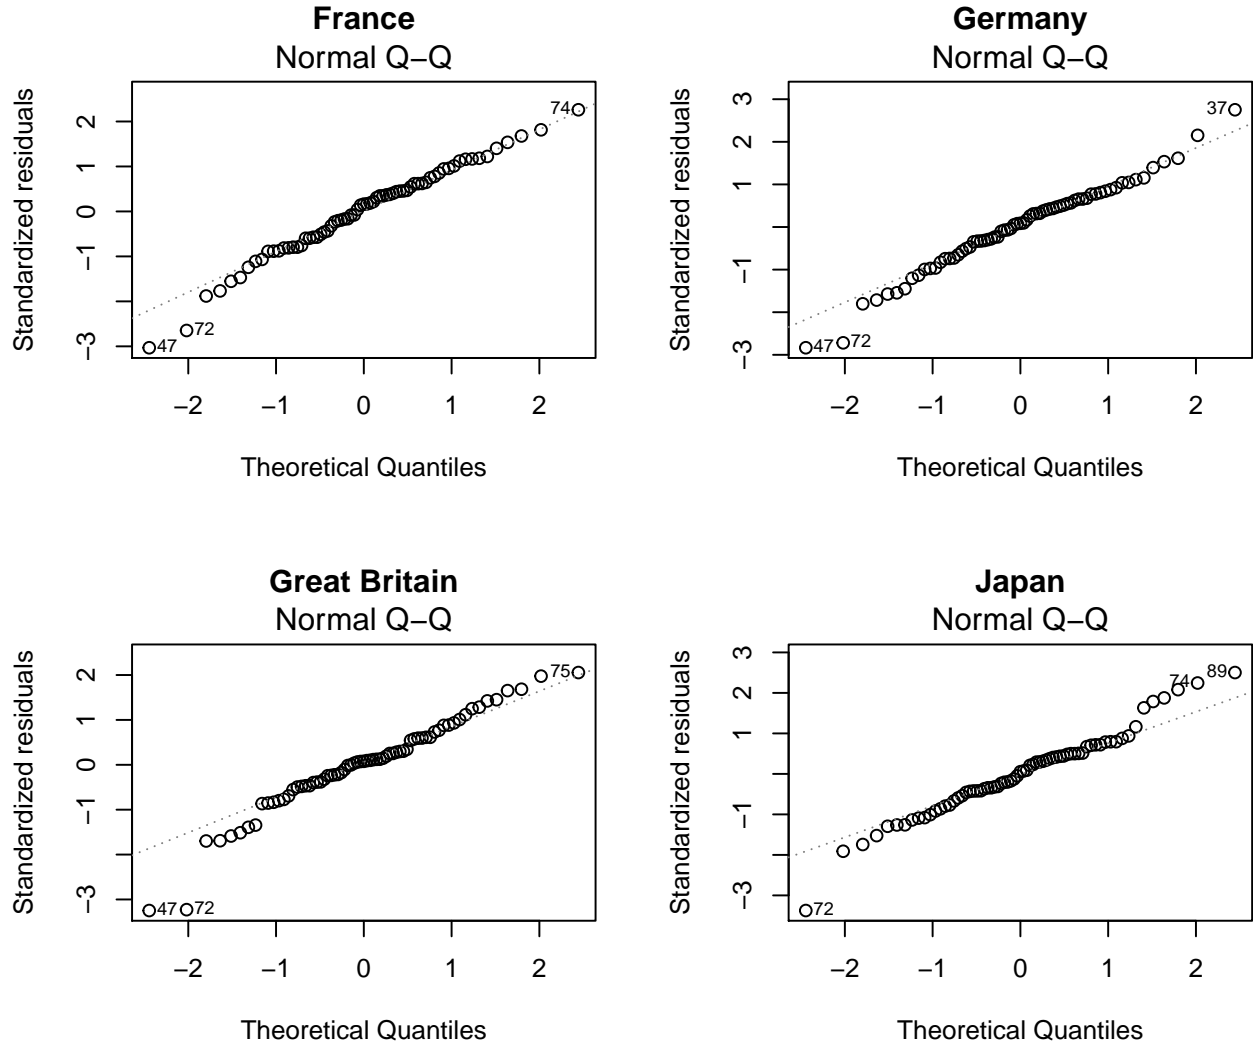 France
Normal Q−Q
Standardized residuals
2
1
0
−1
−3
74
72
47
−2 −1 0 1 2
Theoretical Quantiles
Germany
Normal Q−Q
Standardized residuals
3
2
1
−1
−3
37
47
72
−2 −1 0 1 2
Theoretical Quantiles
Great Britain
Normal Q−Q
Standardized residuals
2
1
0
−1
−3
75
47
72
−2 −1 0 1 2
Theoretical Quantiles
Japan
Normal Q−Q
Standardized residuals
3
2
1
−1
−3
89
74
72
−2 −1 0 1 2
Theoretical Quantiles